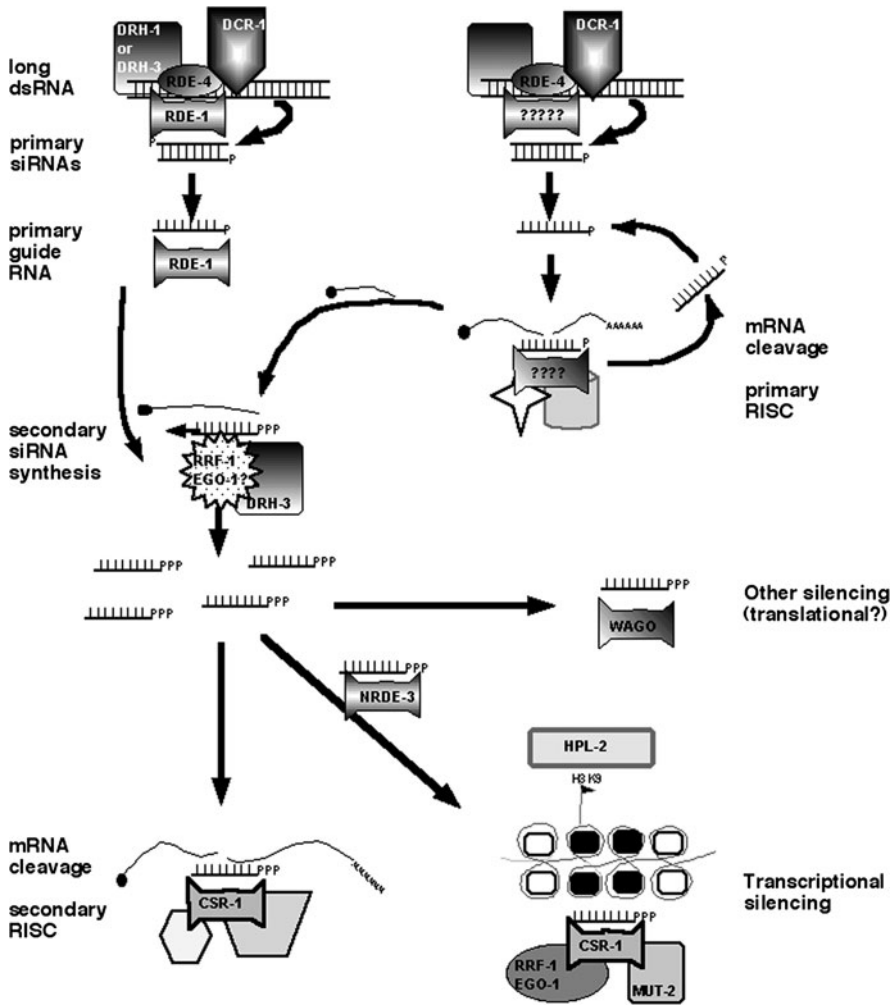 DRH-1
or
DRH-3
DCR-1
DCR-1
long
dsRNA
RDE-4
RDE-4
RDE-1
?????
P
primary
siRNAs
P
P
primary
guide
RNA
P
P
RDE-1
P
AAAAAA
P
????
mRNA
cleavage
primary
RISC
secondary
siRNA
synthesis
PPP
RRF-1
EGO-1?
DRH-3
PPP
PPP
PPP
PPP
PPP
WAGO
Other silencing
(translational?)
PPP
NRDE-3
HPL-2
H3K9
mRNA
cleavage
secondary
RISC
PPP
AAAAAA
CSR-1
Transcriptional
silencing
PPP
CSR-1
RRF-1
EGO-1
MUT-2